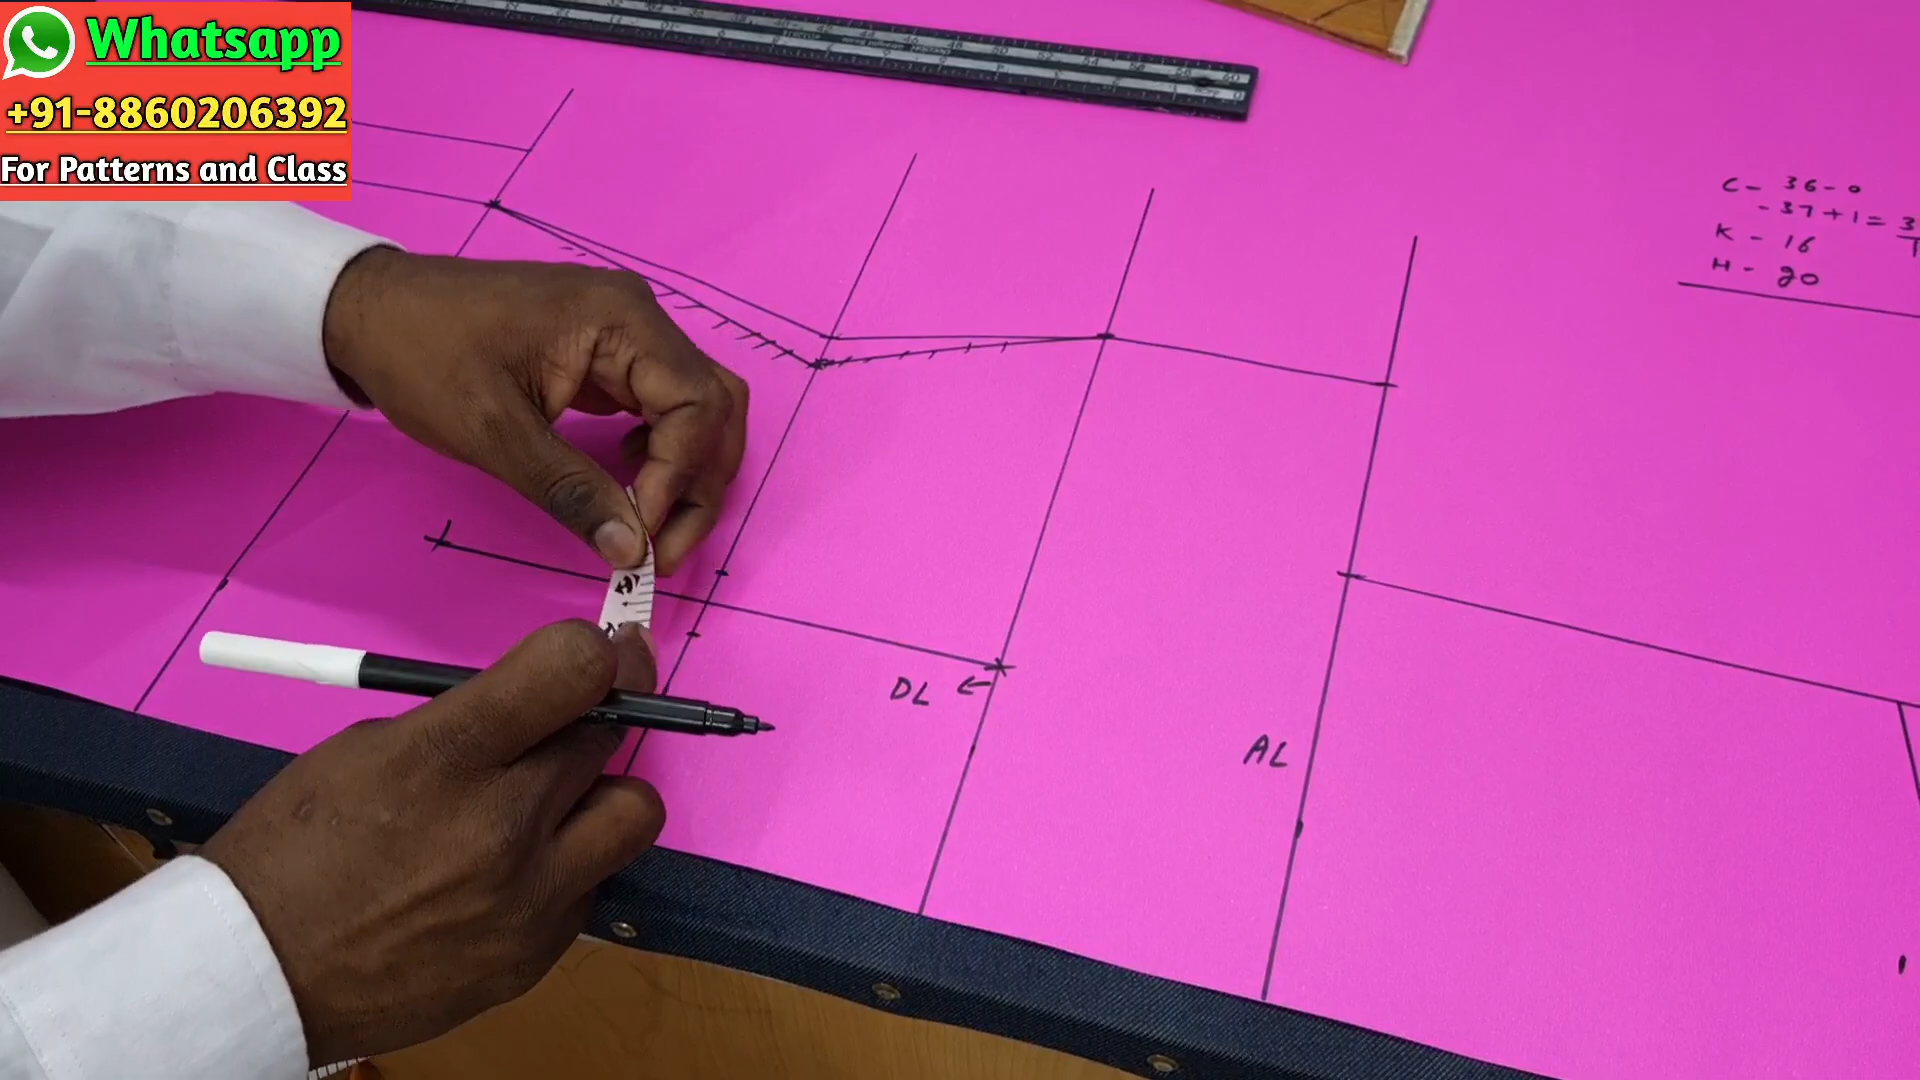 Whatsapp
+91-8860206392
For Patterns and Class
C - 36-0
- 37+1=
K - 16
H - 20
DL ←
AL